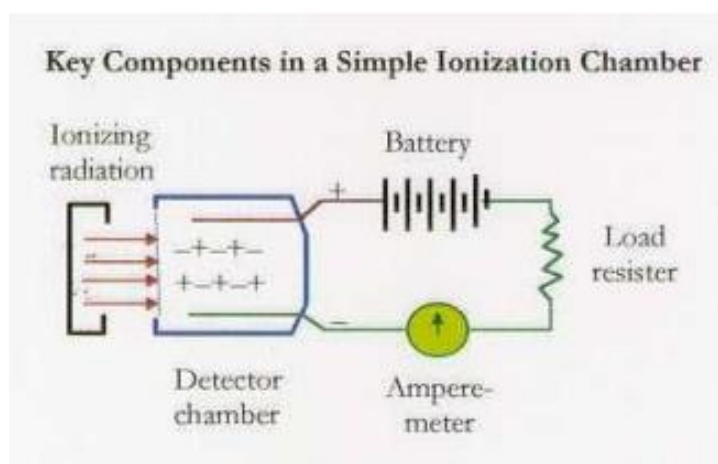 Key Components in a Simple Ionization Chamber
Ionizing
radiation
Battery
+
Load
resister
_+_+_
+_+_+
_
Detector
chamber
Ampere-
meter